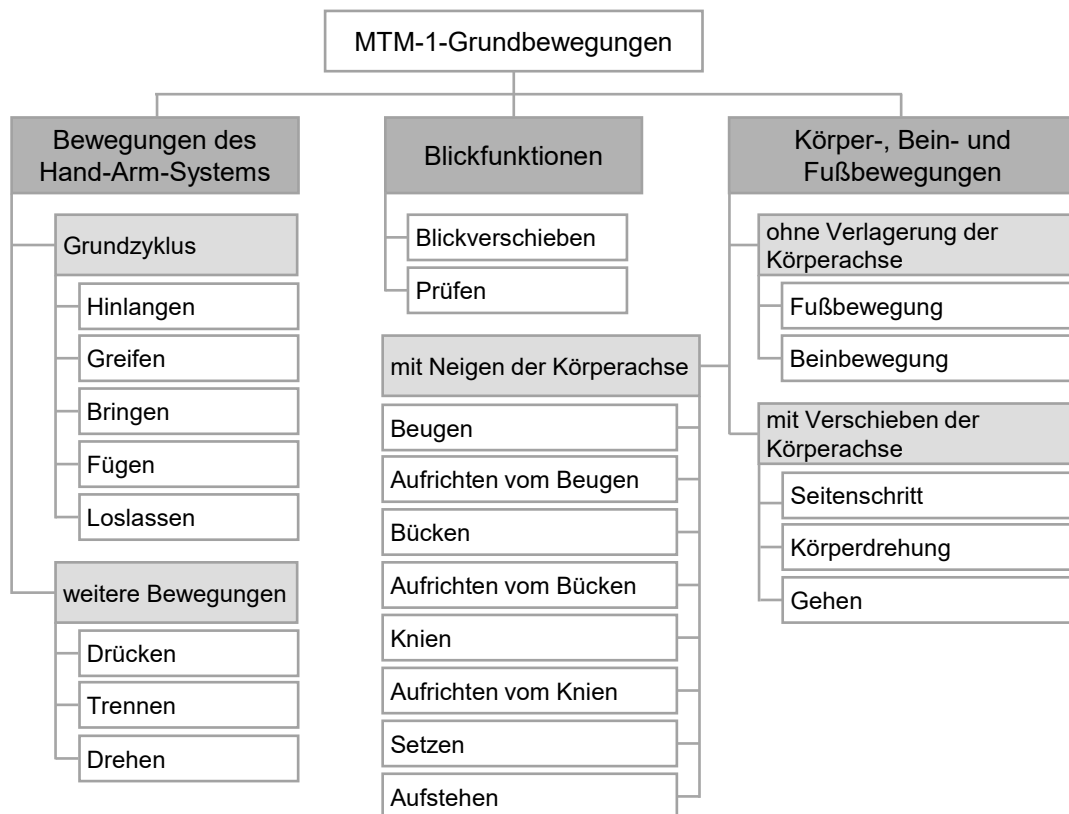 MTM-1-Grundbewegungen
Bewegungen des
Hand-Arm-Systems
Grundzyklus
Hinlangen
Greifen
Bringen
Fügen
Loslassen
weitere Bewegungen
Drücken
Trennen
Drehen
Blickfunktionen
Blickverschieben
Prüfen
Körper-, Bein- und
Fußbewegungen
ohne Verlagerung der
Körperachse
Fußbewegung
Beinbewegung
mit Verschieben der
Körperachse
Seitenschritt
Körperdrehung
Gehen
mit Neigen der Körperachse
Beugen
Aufrichten vom Beugen
Bücken
Aufrichten vom Bücken
Knien
Aufrichten vom Knien
Setzen
Aufstehen